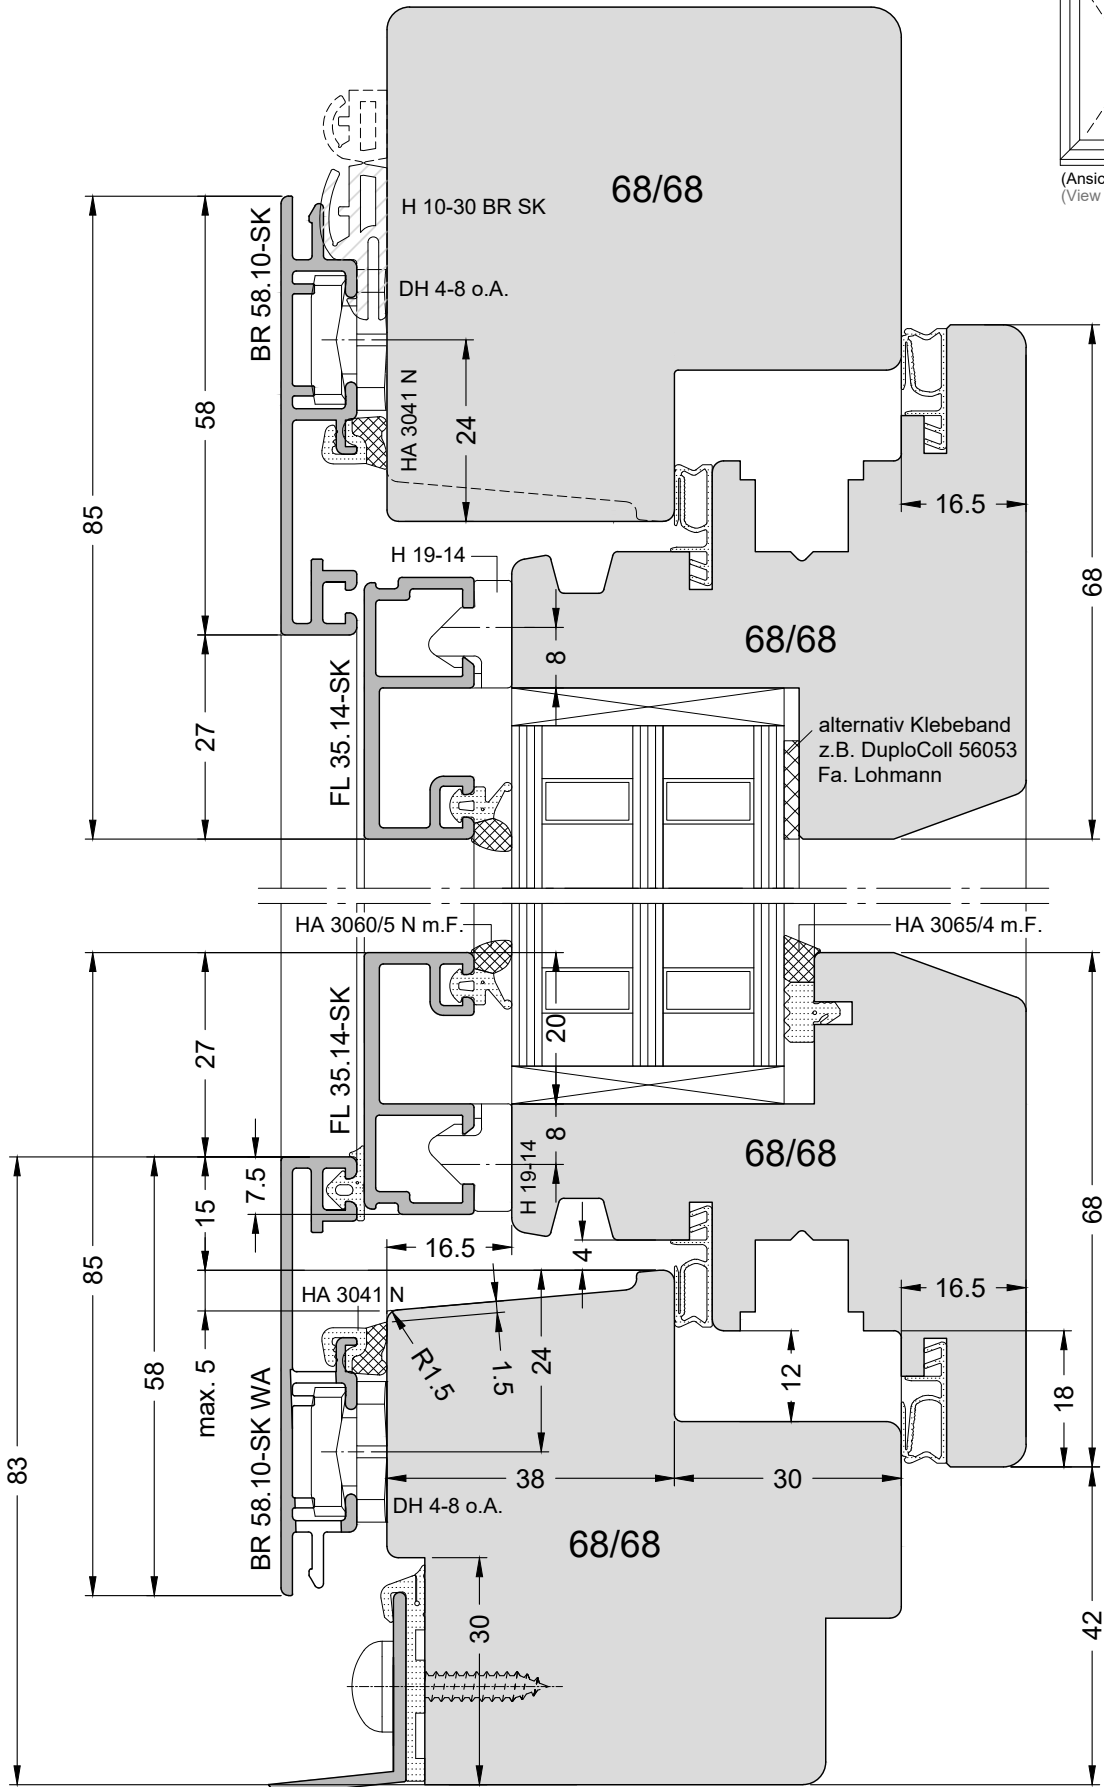 68/68
(Ansic
(View
BR 58.10-SK
H 10-30 BR SK
DH 4-8 o.A.
HA 3041 N
24
58
85
16.5
68
H 19-14
68/68
8
FL 35.14-SK
27
alternativ Klebeband
z.B. DuploColl 56053
Fa. Lohmann
HA 3060/5 N m.F.
HA 3065/4 m.F.
27
FL 35.14-SK
20
8
68/68
H 19-14
68
7.5
15
85
16.5
4
16.5
HA 3041 N
max. 5
R1.5
1.5
24
12
18
58
83
BR 58.10-SK WA
38
30
DH 4-8 o.A.
68/68
30
42